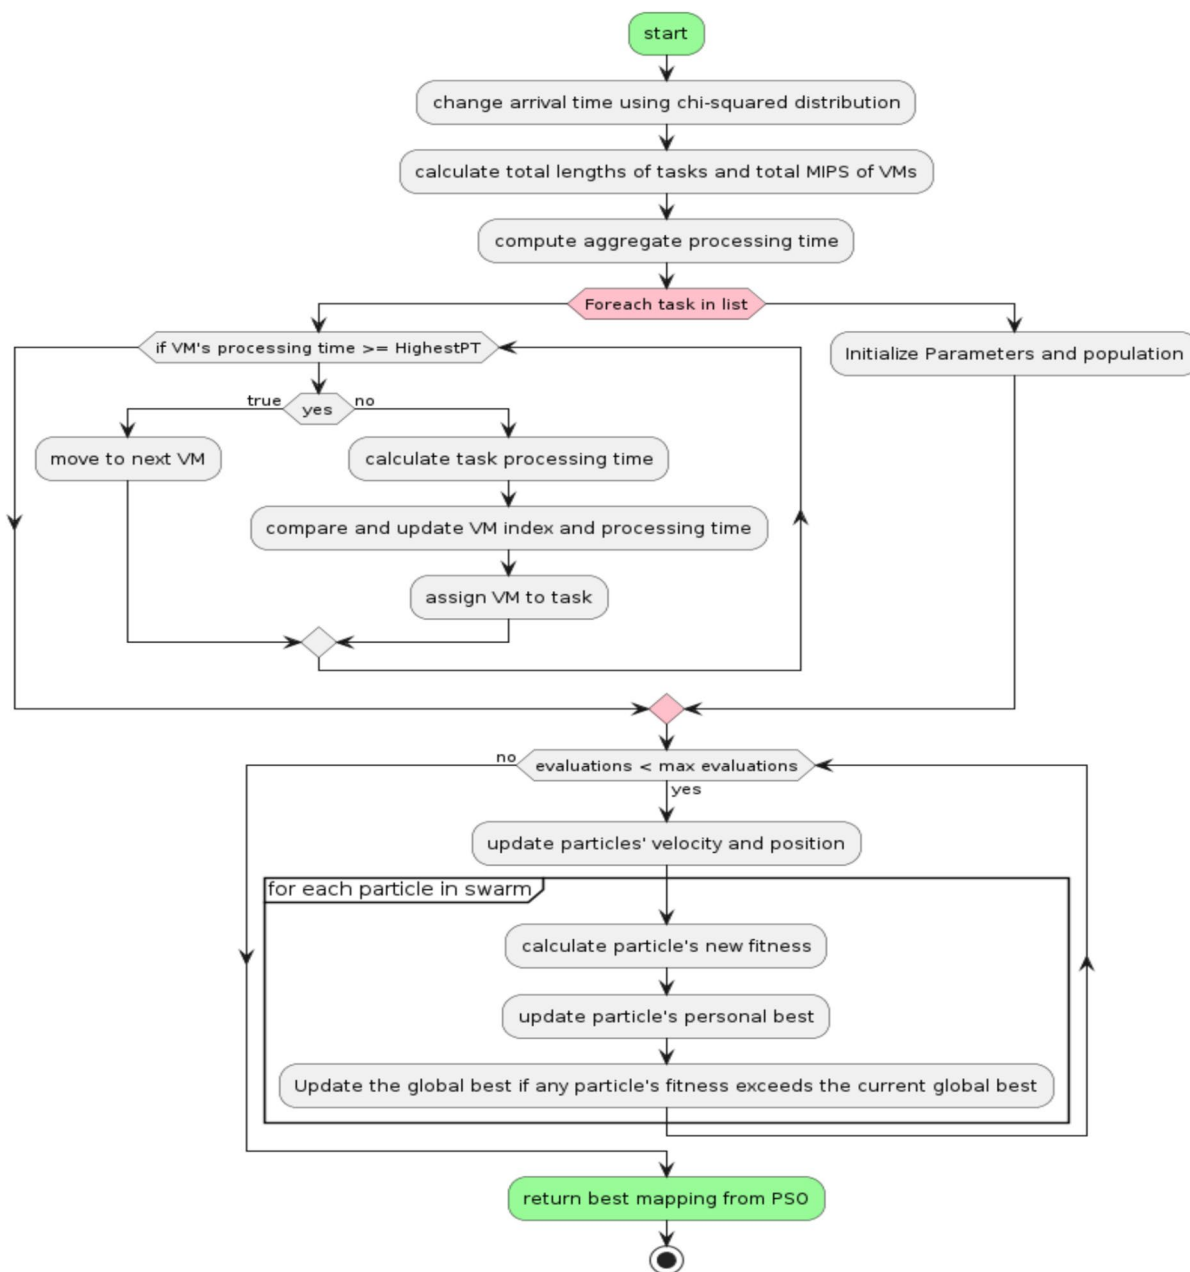 start
change arrival time using chi-squared distribution
calculate total lengths of tasks and total MIPS of VMs
compute aggregate processing time
Foreach task in list
if VM's processing time >= HighestPT
Initialize Parameters and population
true
yes
no
move to next VM
calculate task processing time
compare and update VM index and processing time
assign VM to task
no
evaluations < max evaluations
yes
update particles' velocity and position
for each particle in swarm
calculate particle's new fitness
update particle's personal best
Update the global best if any particle's fitness exceeds the current global best
return best mapping from PSO